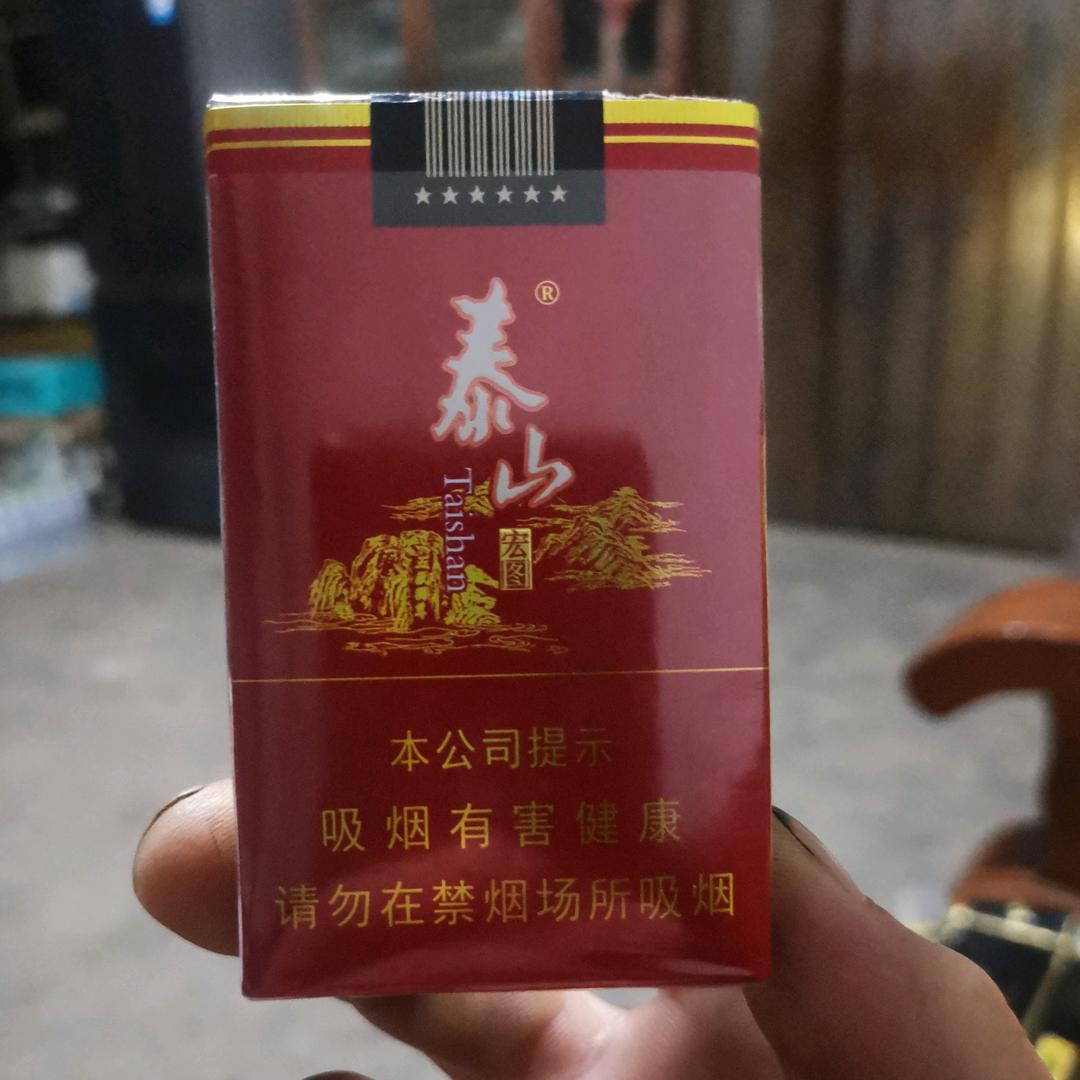 泰山®
Taishan
宏图
本公司提示
吸烟有害健康
请勿在禁烟场所吸烟